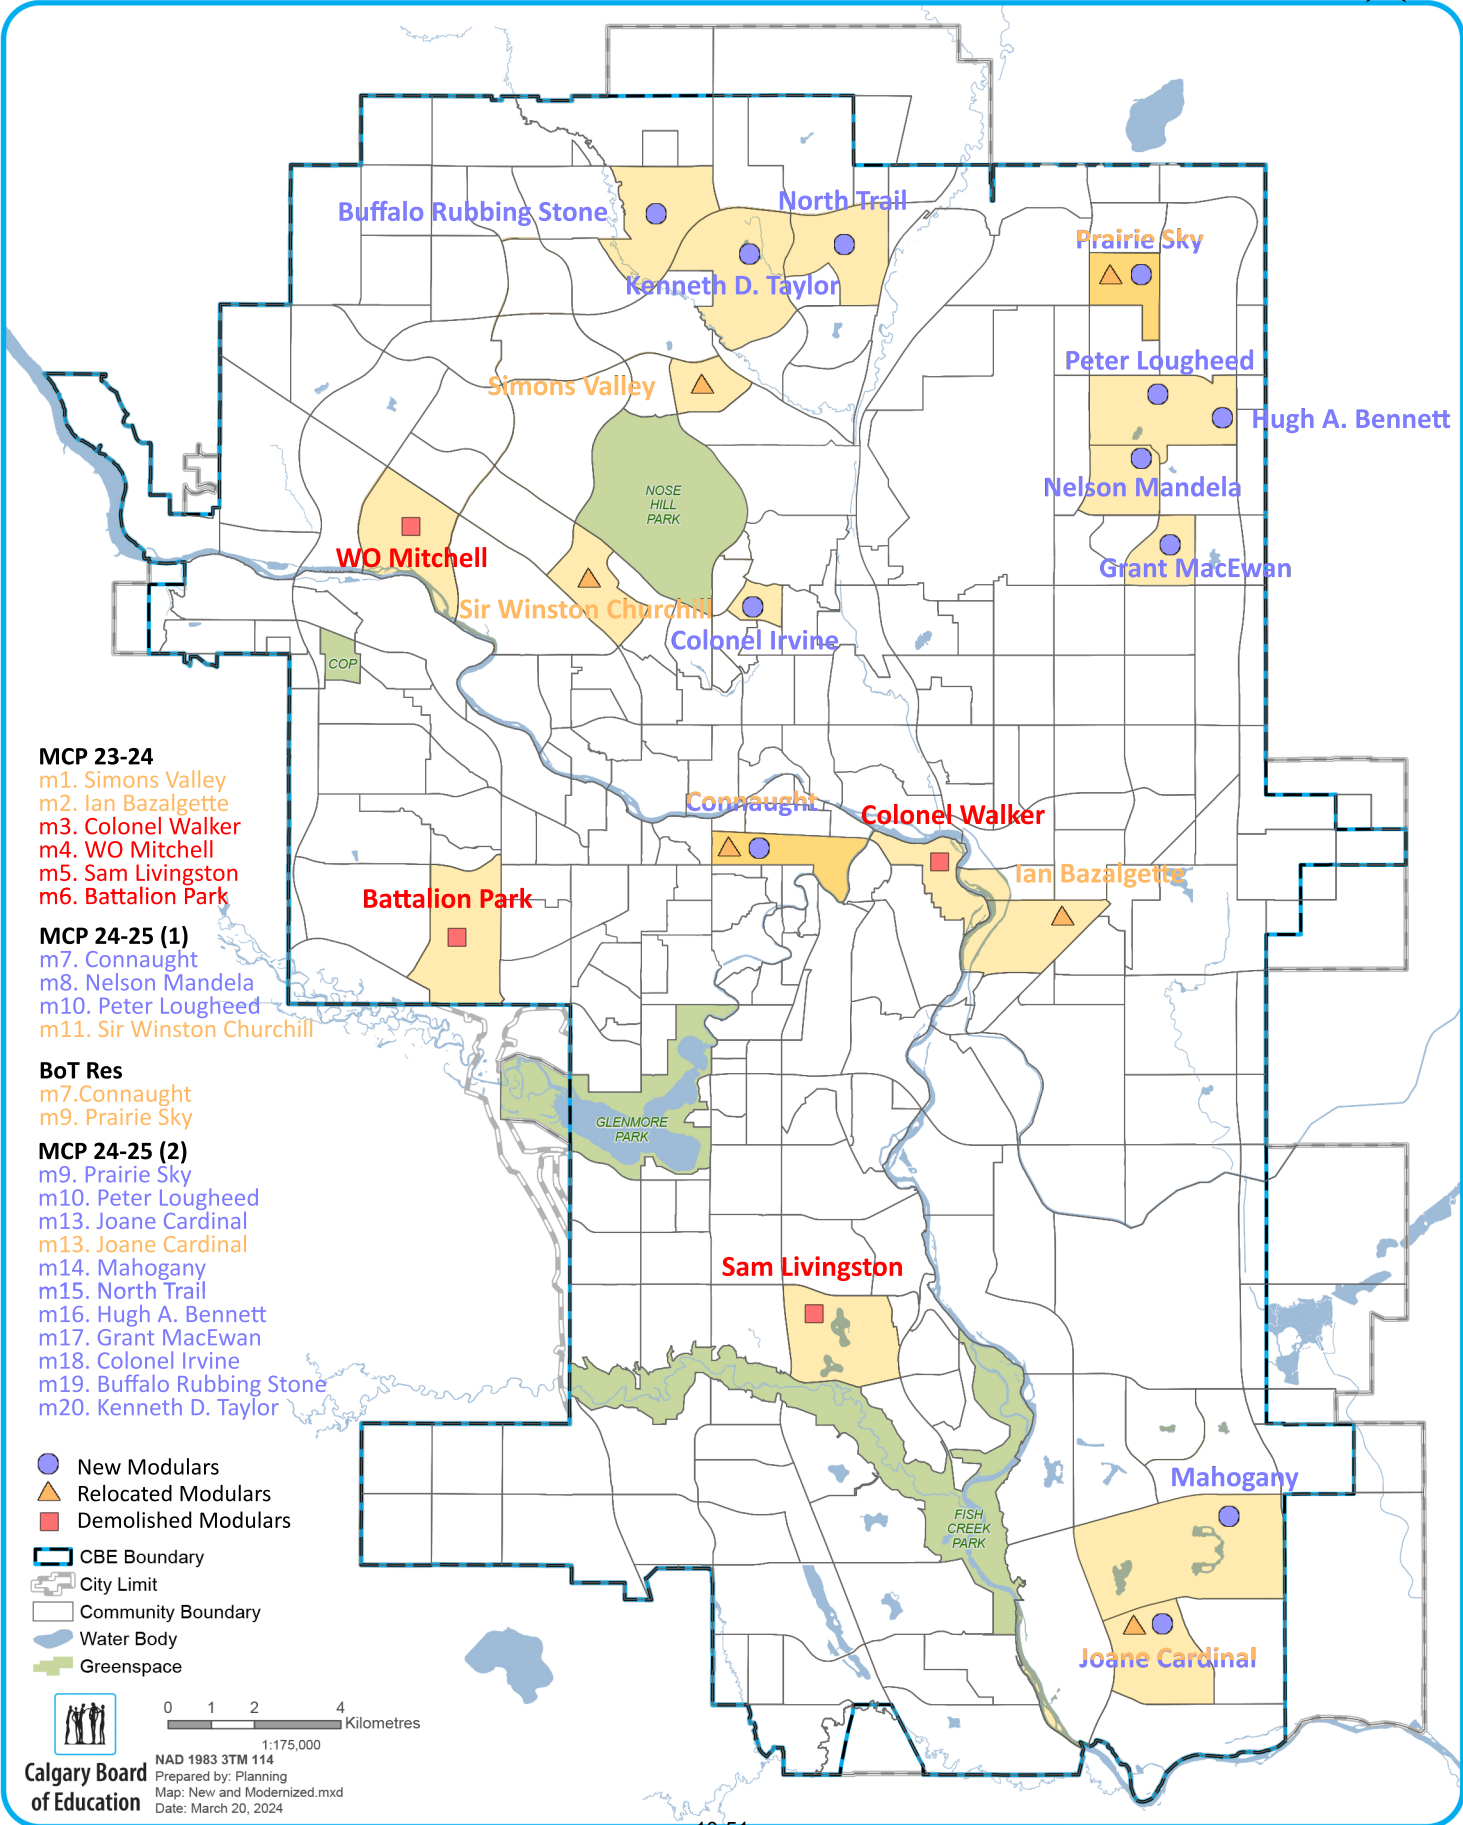 North Trail
Buffalo Rubbing Stone
Prairie Sky
Kenneth D. Taylor
Peter Lougheed
Simons Valley
Hugh A. Bennett
NOSE
HILL
PARK
Nelson Mandela
WO Mitchell
Grant MacEwan
Sir Winston Churchill
Colonel Irvine
COP
Connaught
Colonel Walker
Ian Bazalgette
Battalion Park
GLENMORE
PARK
Sam Livingston
Mahogany
FISH
CREEK
PARK
Joane Cardinal
MCP 23-24
m1. Simons Valley
m2. Ian Bazalgette
m3. Colonel Walker
m4. WO Mitchell
m5. Sam Livingston
m6. Battalion Park
MCP 24-25 (1)
m7. Connaught
m8. Nelson Mandela
m10. Peter Lougheed
m11. Sir Winston Churchill
BoT Res
m7.Connaught
m9. Prairie Sky
MCP 24-25 (2)
m9. Prairie Sky
m10. Peter Lougheed
m13. Joane Cardinal
m13. Joane Cardinal
m14. Mahogany
m15. North Trail
m16. Hugh A. Bennett
m17. Grant MacEwan
m18. Colonel Irvine
m19. Buffalo Rubbing Stone
m20. Kenneth D. Taylor
New Modulars
Relocated Modulars
Demolished Modulars
CBE Boundary
City Limit
Community Boundary
Water Body
Greenspace
0 1 2 4
Kilometres
1:175,000
Calgary Board
of Education
NAD 1983 3TM 114
Prepared by: Planning
Map: New and Modernized.mxd
Date: March 20, 2024